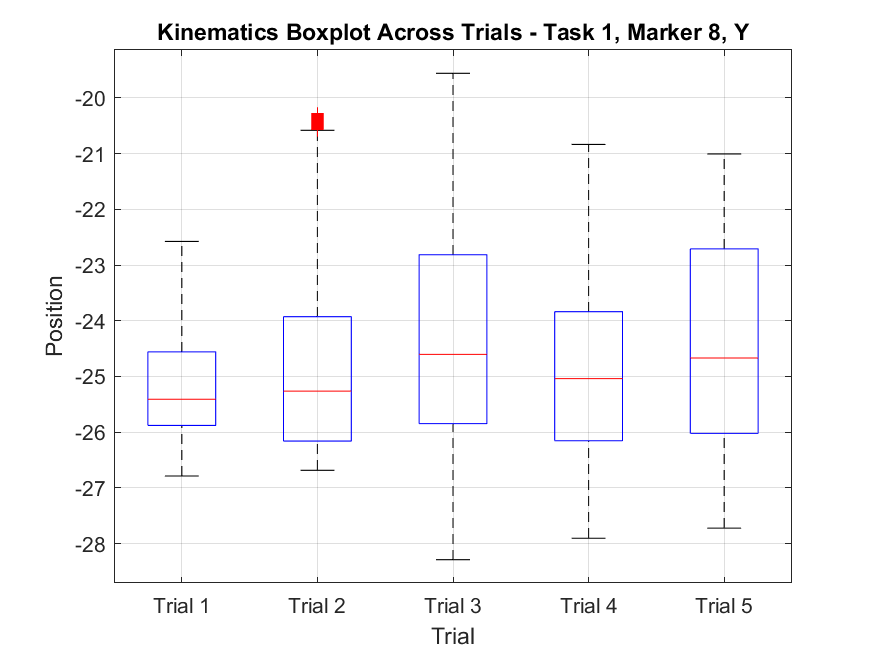 Kinematics Boxplot Across Trials - Task 1, Marker 8, Y
Position
-20
-21
-22
-23
-24
-25
-26
-27
-28
Trial 1 Trial 2 Trial 3 Trial 4 Trial 5
Trial